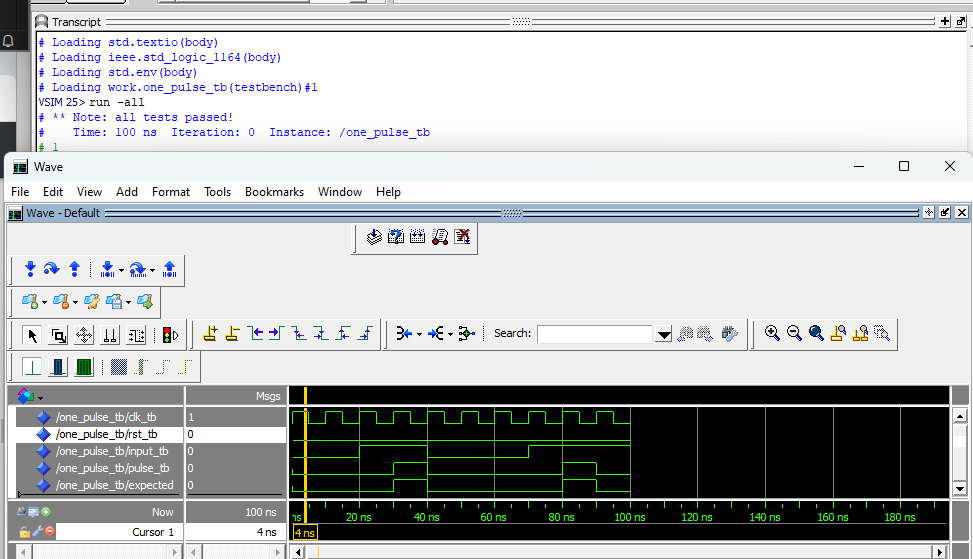 Transcript
# Loading std.textio(body)
# Loading ieee.std_logic_1164(body)
# Loading std.env(body)
# Loading work.one_pulse_tb(testbench)#1
VSIM 25> run -all
# ** Note: all tests passed!
#    Time: 100 ns  Iteration: 0  Instance: /one_pulse_tb
# 1
Wave
File Edit View Add Format Tools Bookmarks Window Help
Wave - Default
Search:
Msgs
/one_pulse_tb/clk_tb 1
/one_pulse_tb/rst_tb 0
/one_pulse_tb/input_tb 0
/one_pulse_tb/pulse_tb 0
/one_pulse_tb/expected 0
Now 100 ns ns 20 ns 40 ns 60 ns 80 ns 100 ns 120 ns 140 ns 160 ns 180 ns
Cursor 1 4 ns 4 ns